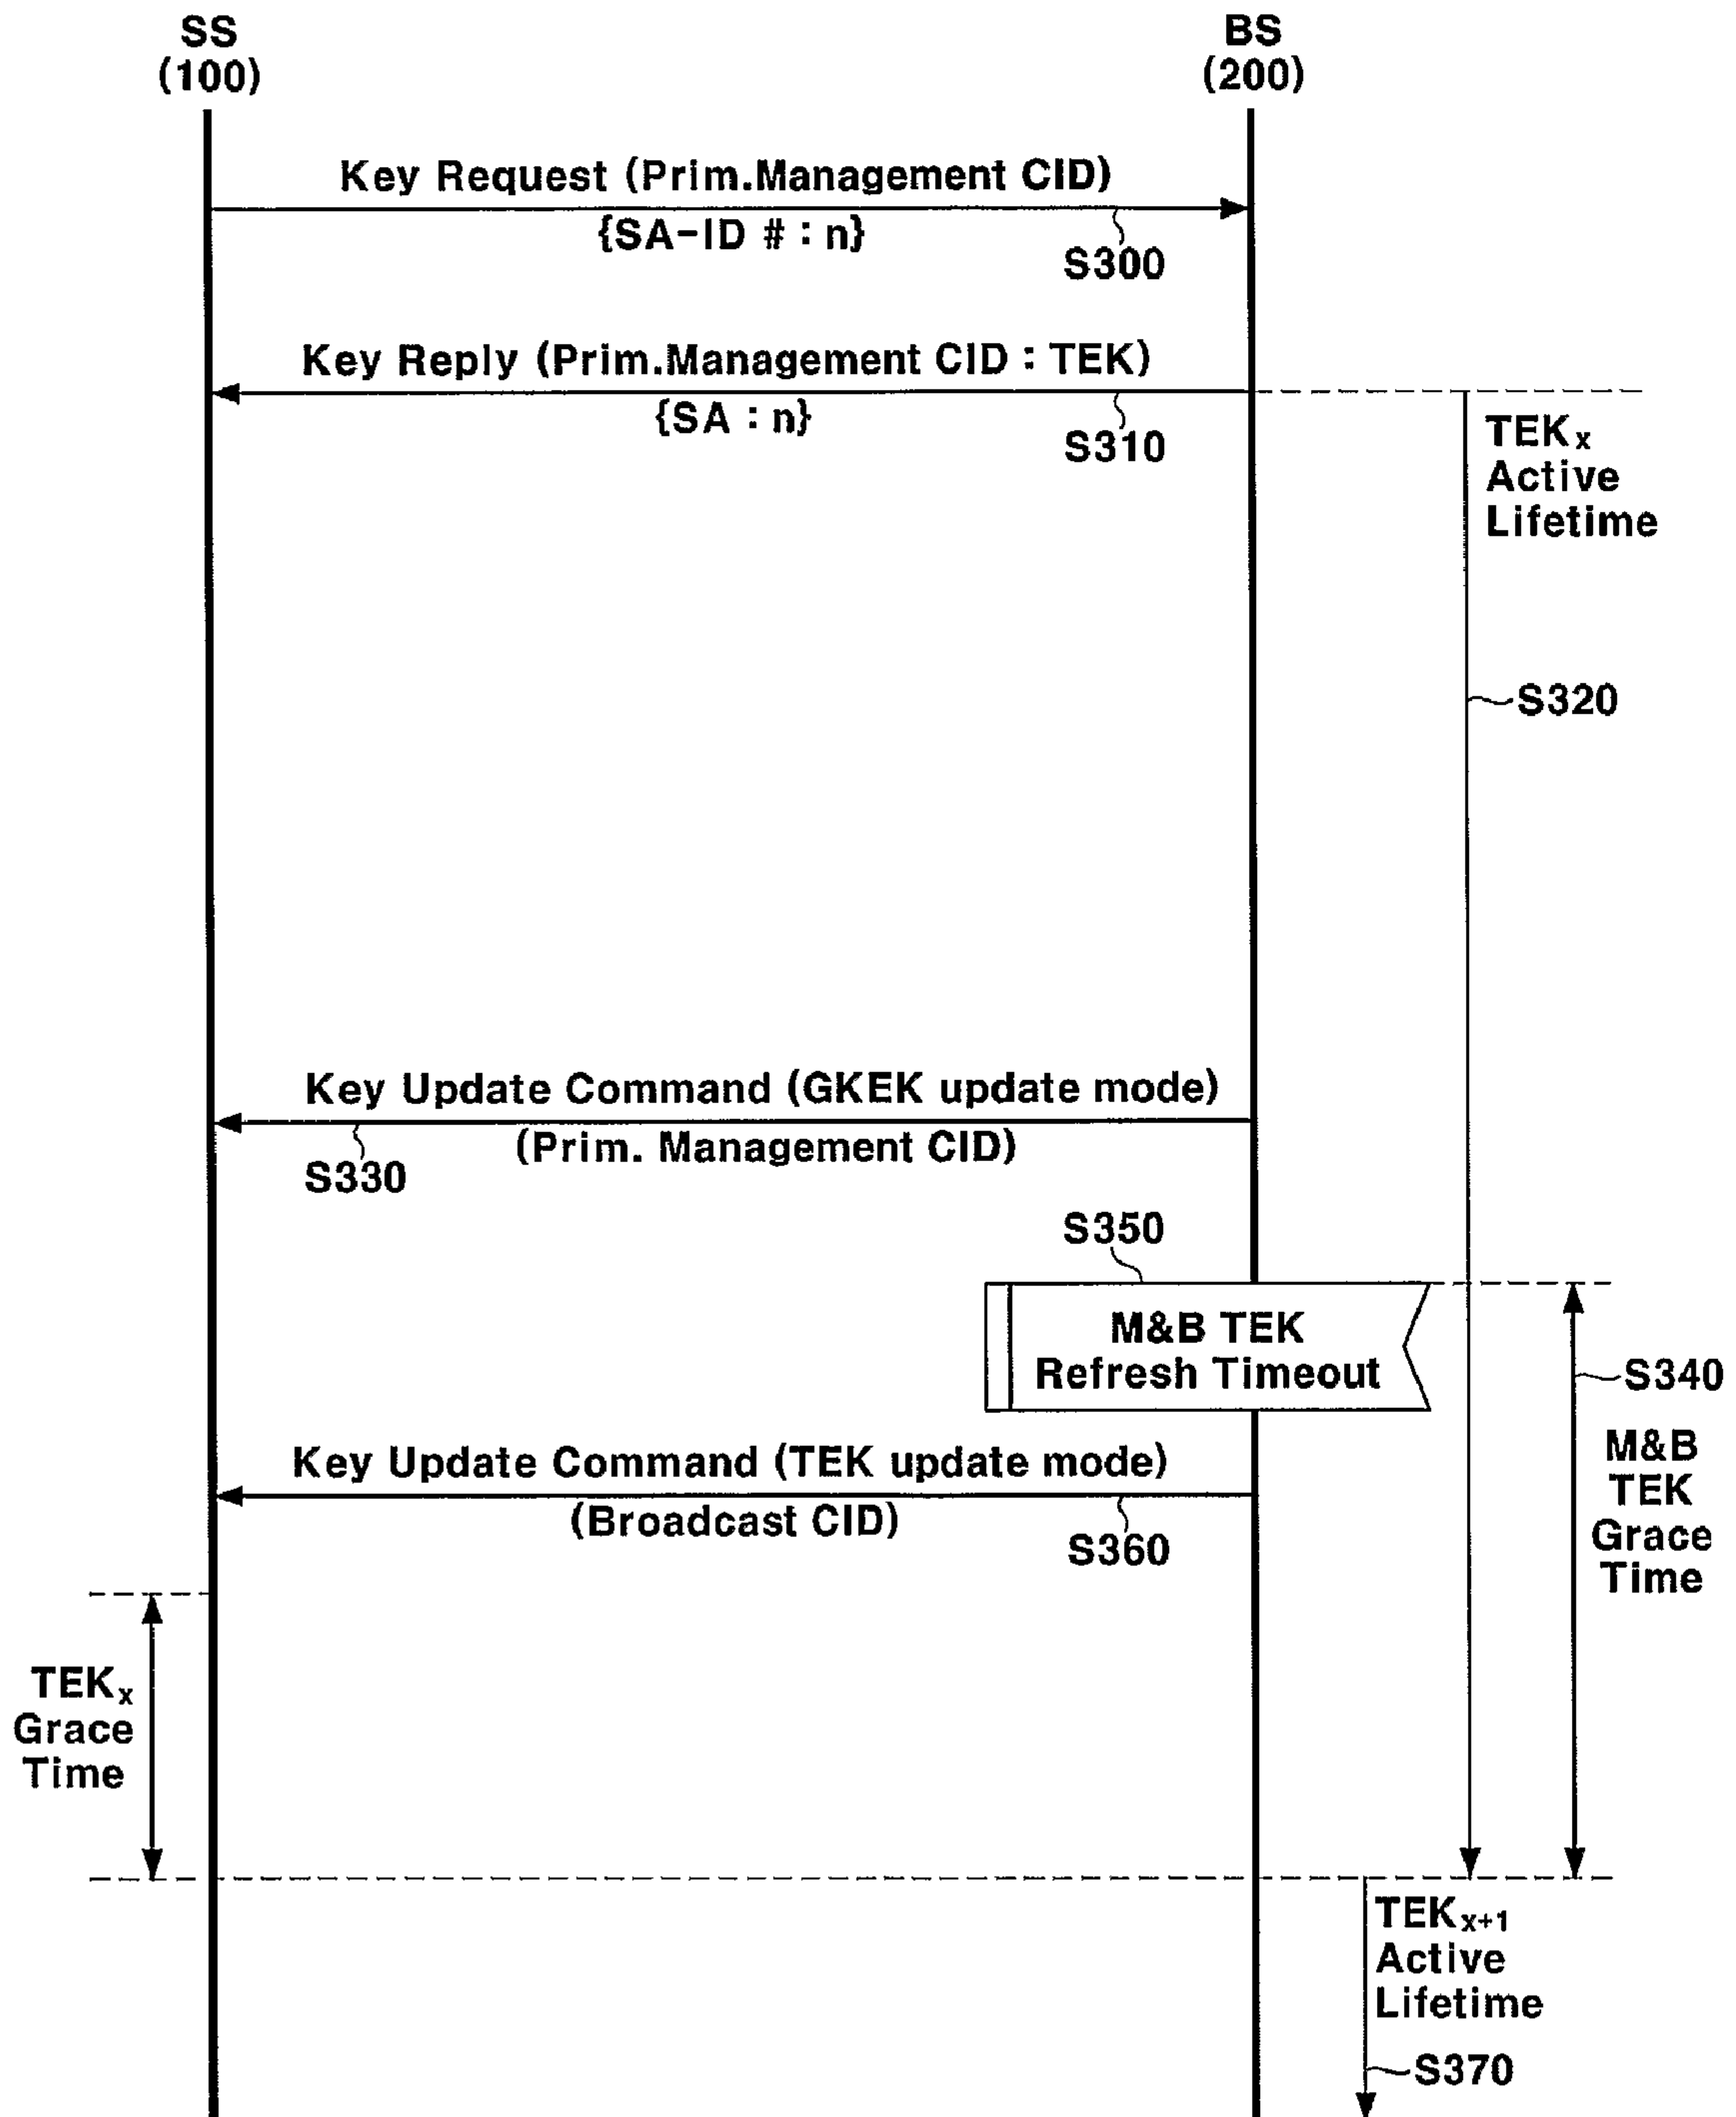 SS
(100)
BS
(200)
Key Request (Prim.Management CID)
{SA-ID # : n}
S300
Key Reply (Prim.Management CID : TEK)
{SA : n}
S310
TEKx
Active
Lifetime
S320
Key Update Command (GKEK update mode)
(Prim. Management CID)
S330
S350
M&B TEK
Refresh Timeout
S340
M&B
TEK
Grace
Time
Key Update Command (TEK update mode)
(Broadcast CID)
S360
TEKx
Grace
Time
TEKx+1
Active
Lifetime
S370